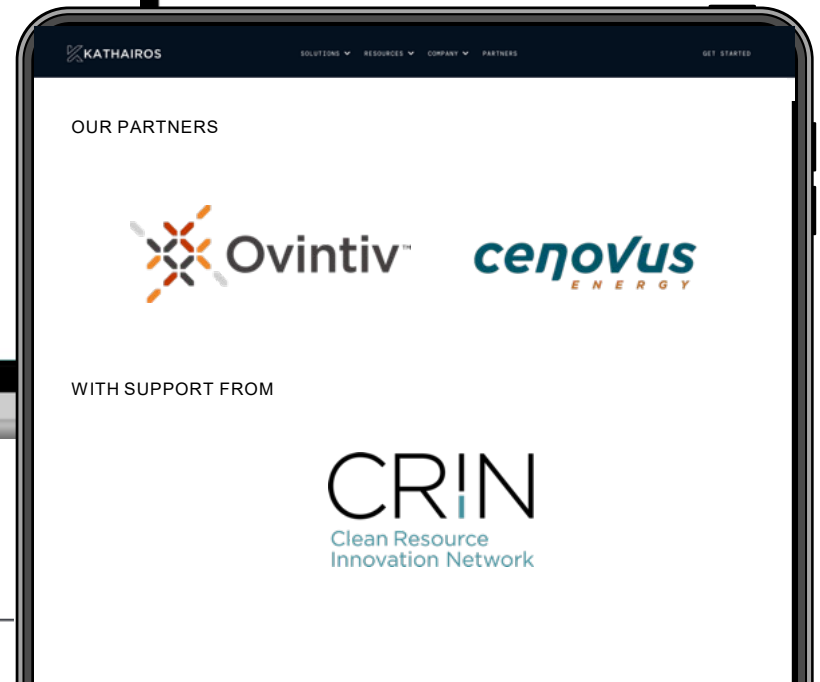 KATHAIROS
SOLUTIONS RESOURCES COMPANY PARTNERS GET STARTED
OUR PARTNERS
Ovintiv™
cenovus
ENERGY
WITH SUPPORT FROM
CRIN
Clean Resource
Innovation Network